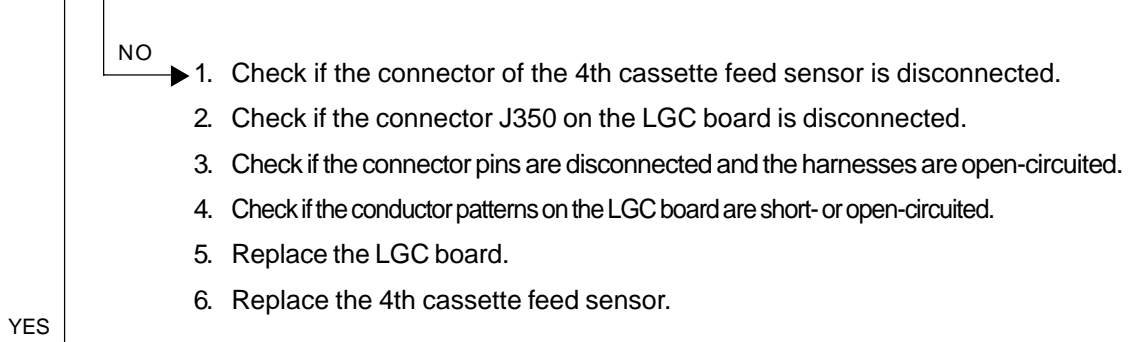 NO
1. Check if the connector of the 4th cassette feed sensor is disconnected.
2. Check if the connector J350 on the LGC board is disconnected.
3. Check if the connector pins are disconnected and the harnesses are open-circuited.
4. Check if the conductor patterns on the LGC board are short- or open-circuited.
5. Replace the LGC board.
6. Replace the 4th cassette feed sensor.
YES